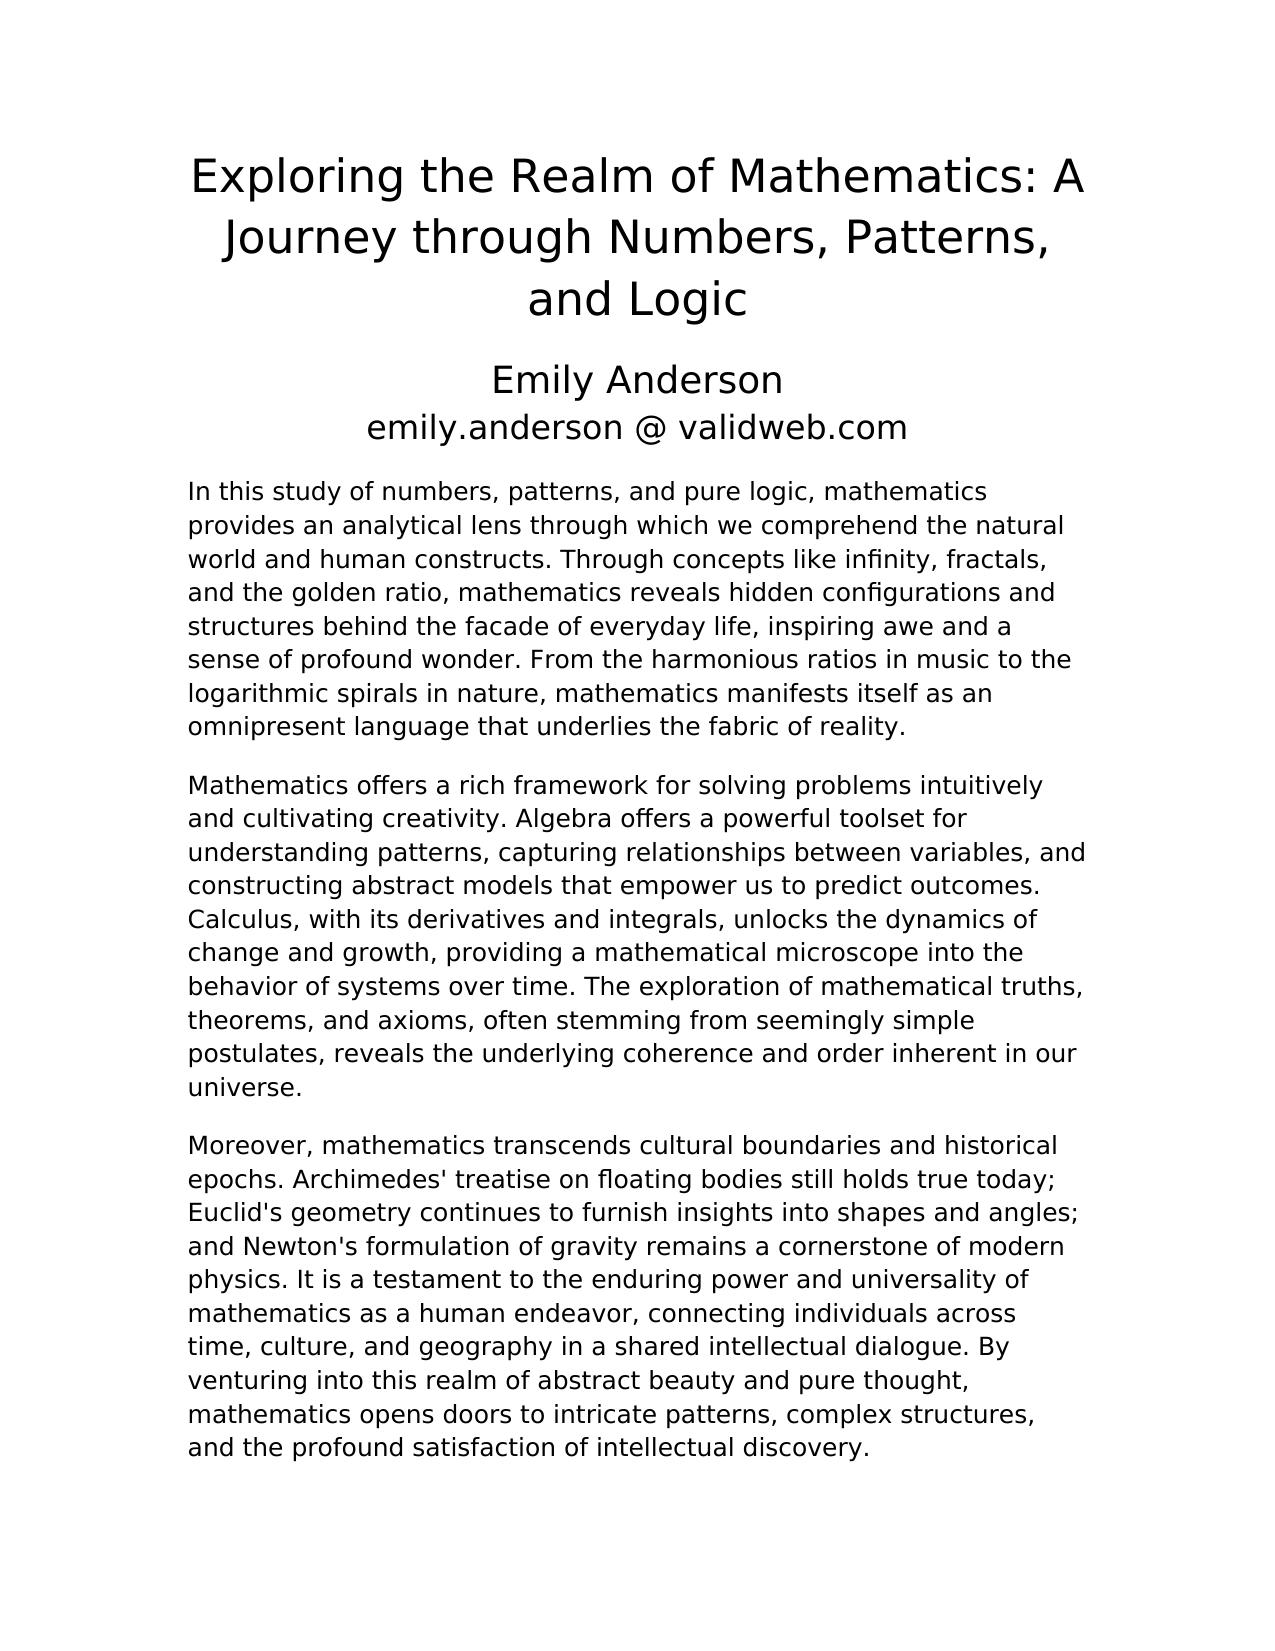 Exploring the Realm of Mathematics: A
Journey through Numbers, Patterns,
and Logic
Emily Anderson
emily.anderson @ validweb.com
In this study of numbers, patterns, and pure logic, mathematics
provides an analytical lens through which we comprehend the natural
world and human constructs. Through concepts like infinity, fractals,
and the golden ratio, mathematics reveals hidden configurations and
structures behind the facade of everyday life, inspiring awe and a
sense of profound wonder. From the harmonious ratios in music to the
logarithmic spirals in nature, mathematics manifests itself as an
omnipresent language that underlies the fabric of reality.
Mathematics offers a rich framework for solving problems intuitively
and cultivating creativity. Algebra offers a powerful toolset for
understanding patterns, capturing relationships between variables, and
constructing abstract models that empower us to predict outcomes.
Calculus, with its derivatives and integrals, unlocks the dynamics of
change and growth, providing a mathematical microscope into the
behavior of systems over time. The exploration of mathematical truths,
theorems, and axioms, often stemming from seemingly simple
postulates, reveals the underlying coherence and order inherent in our
universe.
Moreover, mathematics transcends cultural boundaries and historical
epochs. Archimedes' treatise on floating bodies still holds true today;
Euclid's geometry continues to furnish insights into shapes and angles;
and Newton's formulation of gravity remains a cornerstone of modern
physics. It is a testament to the enduring power and universality of
mathematics as a human endeavor, connecting individuals across
time, culture, and geography in a shared intellectual dialogue. By
venturing into this realm of abstract beauty and pure thought,
mathematics opens doors to intricate patterns, complex structures,
and the profound satisfaction of intellectual discovery.